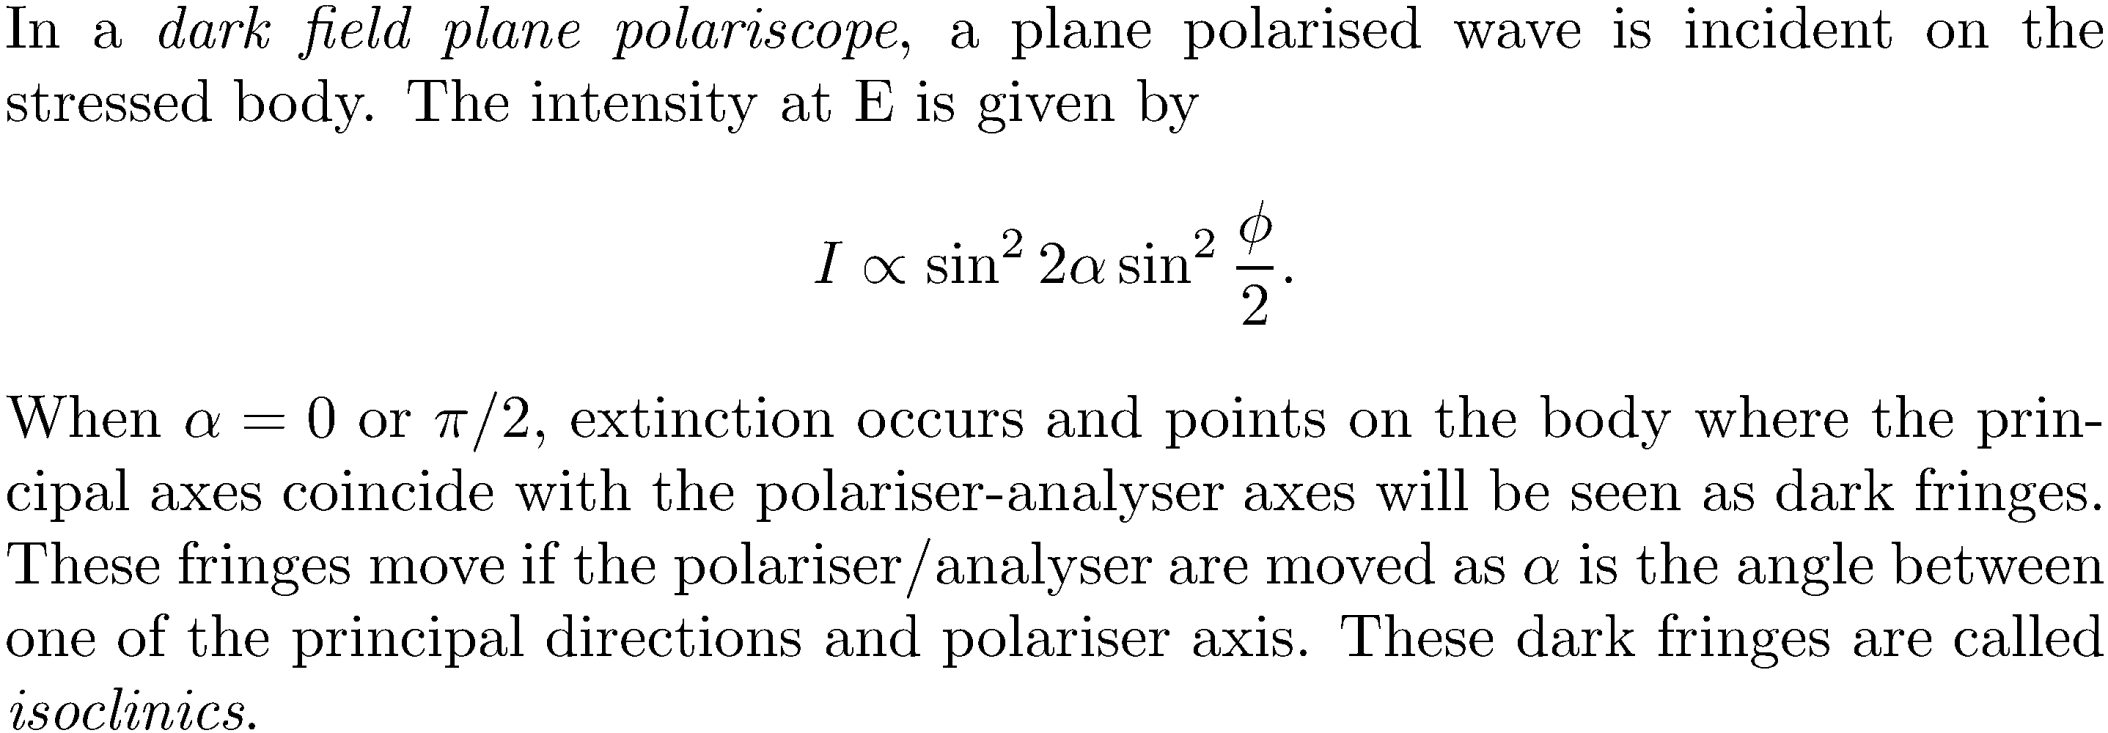 In a dark field plane polariscope, a plane polarised wave is incident on the
stressed body. The intensity at E is given by
I ∝ sin² 2α sin² ϕ/2.
When α = 0 or π/2, extinction occurs and points on the body where the prin-
cipal axes coincide with the polariser-analyser axes will be seen as dark fringes.
These fringes move if the polariser/analyser are moved as α is the angle between
one of the principal directions and polariser axis. These dark fringes are called
isoclinics.